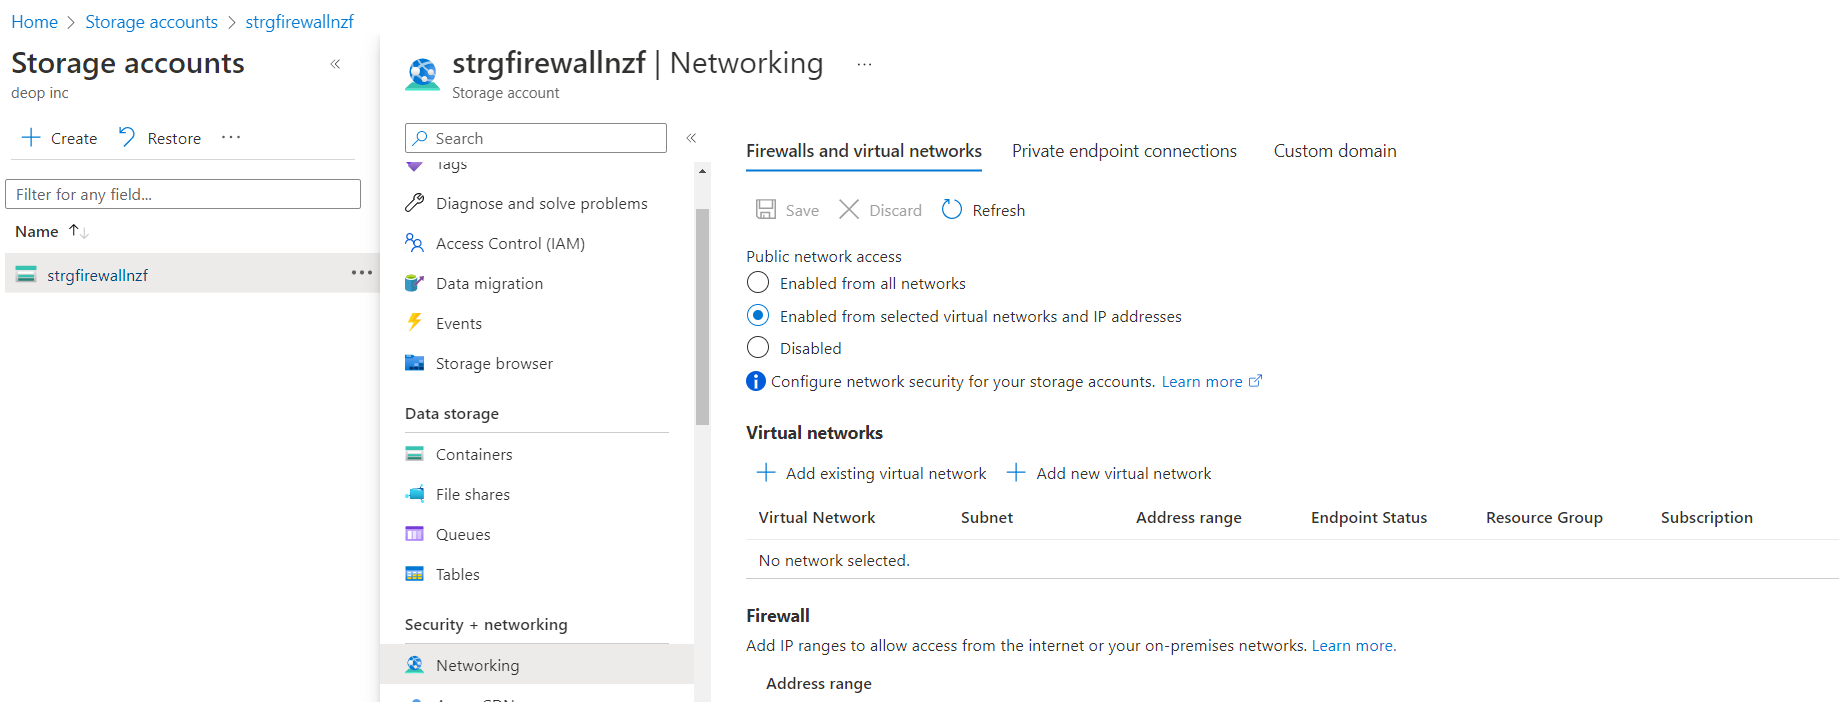 Home > Storage accounts > strgfirewallnzf
Storage accounts
«
deop inc
Create
Restore
...
Filter for any field...
Name ↑↓
strgfirewallnzf
...
strgfirewallnzf | Networking
...
Storage account
Search
«
Tags
Diagnose and solve problems
Access Control (IAM)
Data migration
Events
Storage browser
Data storage
Containers
File shares
Queues
Tables
Security + networking
Networking
Firewalls and virtual networks
Private endpoint connections
Custom domain
Save
Discard
Refresh
Public network access
Enabled from all networks
Enabled from selected virtual networks and IP addresses
Disabled
Configure network security for your storage accounts. Learn more
Virtual networks
Add existing virtual network
Add new virtual network
Virtual Network Subnet Address range Endpoint Status Resource Group Subscription
No network selected.
Firewall
Add IP ranges to allow access from the internet or your on-premises networks. Learn more.
Address range